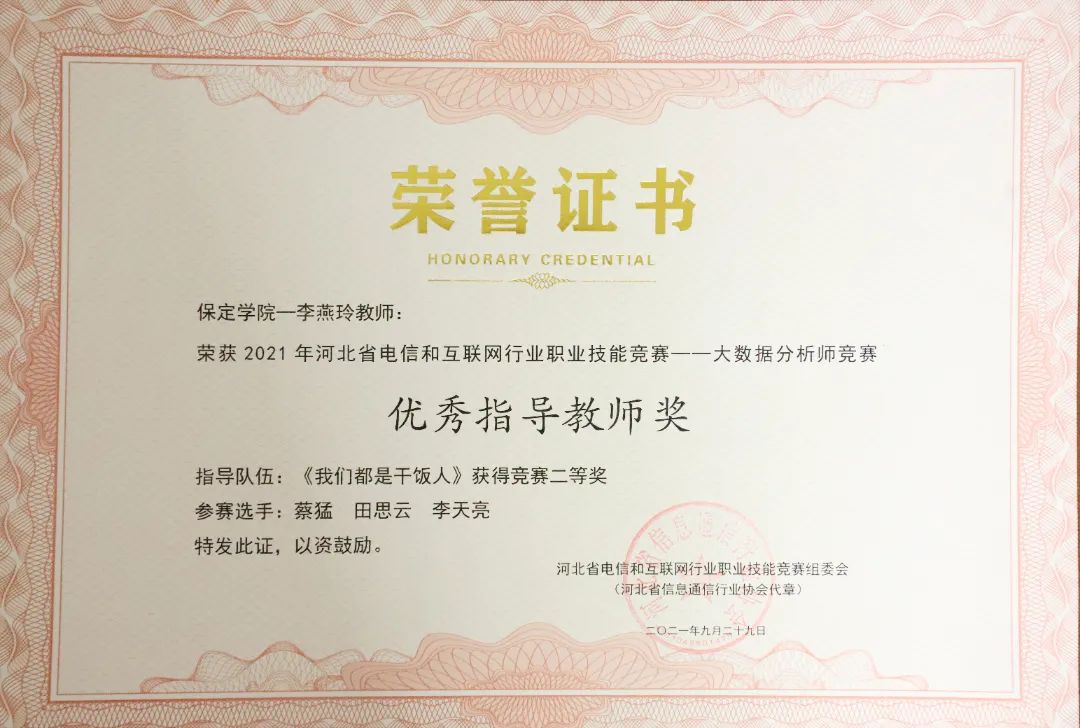 荣誉证书
HONORARY CREDENTIAL
保定学院—李燕玲教师：
荣获 2021 年河北省电信和互联网行业职业技能竞赛——大数据分析师竞赛
优秀指导教师奖
指导队伍：《我们都是干饭人》获得竞赛二等奖
参赛选手：蔡猛 田思云 李天亮
特发此证，以资鼓励。
河北省电信和互联网行业职业技能竞赛组委会
（河北省信息通信行业协会代章）
二〇二一年九月二十九日